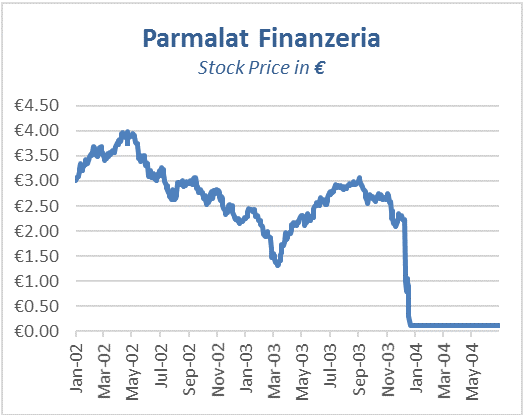 Parmalat Finanzeria
Stock Price in €
€4.50
€4.00
€3.50
€3.00
€2.50
€2.00
€1.50
€1.00
€0.50
€0.00
Jan-02
Mar-02
May-02
Jul-02
Sep-02
Nov-02
Jan-03
Mar-03
May-03
Jul-03
Sep-03
Nov-03
Jan-04
Mar-04
May-04